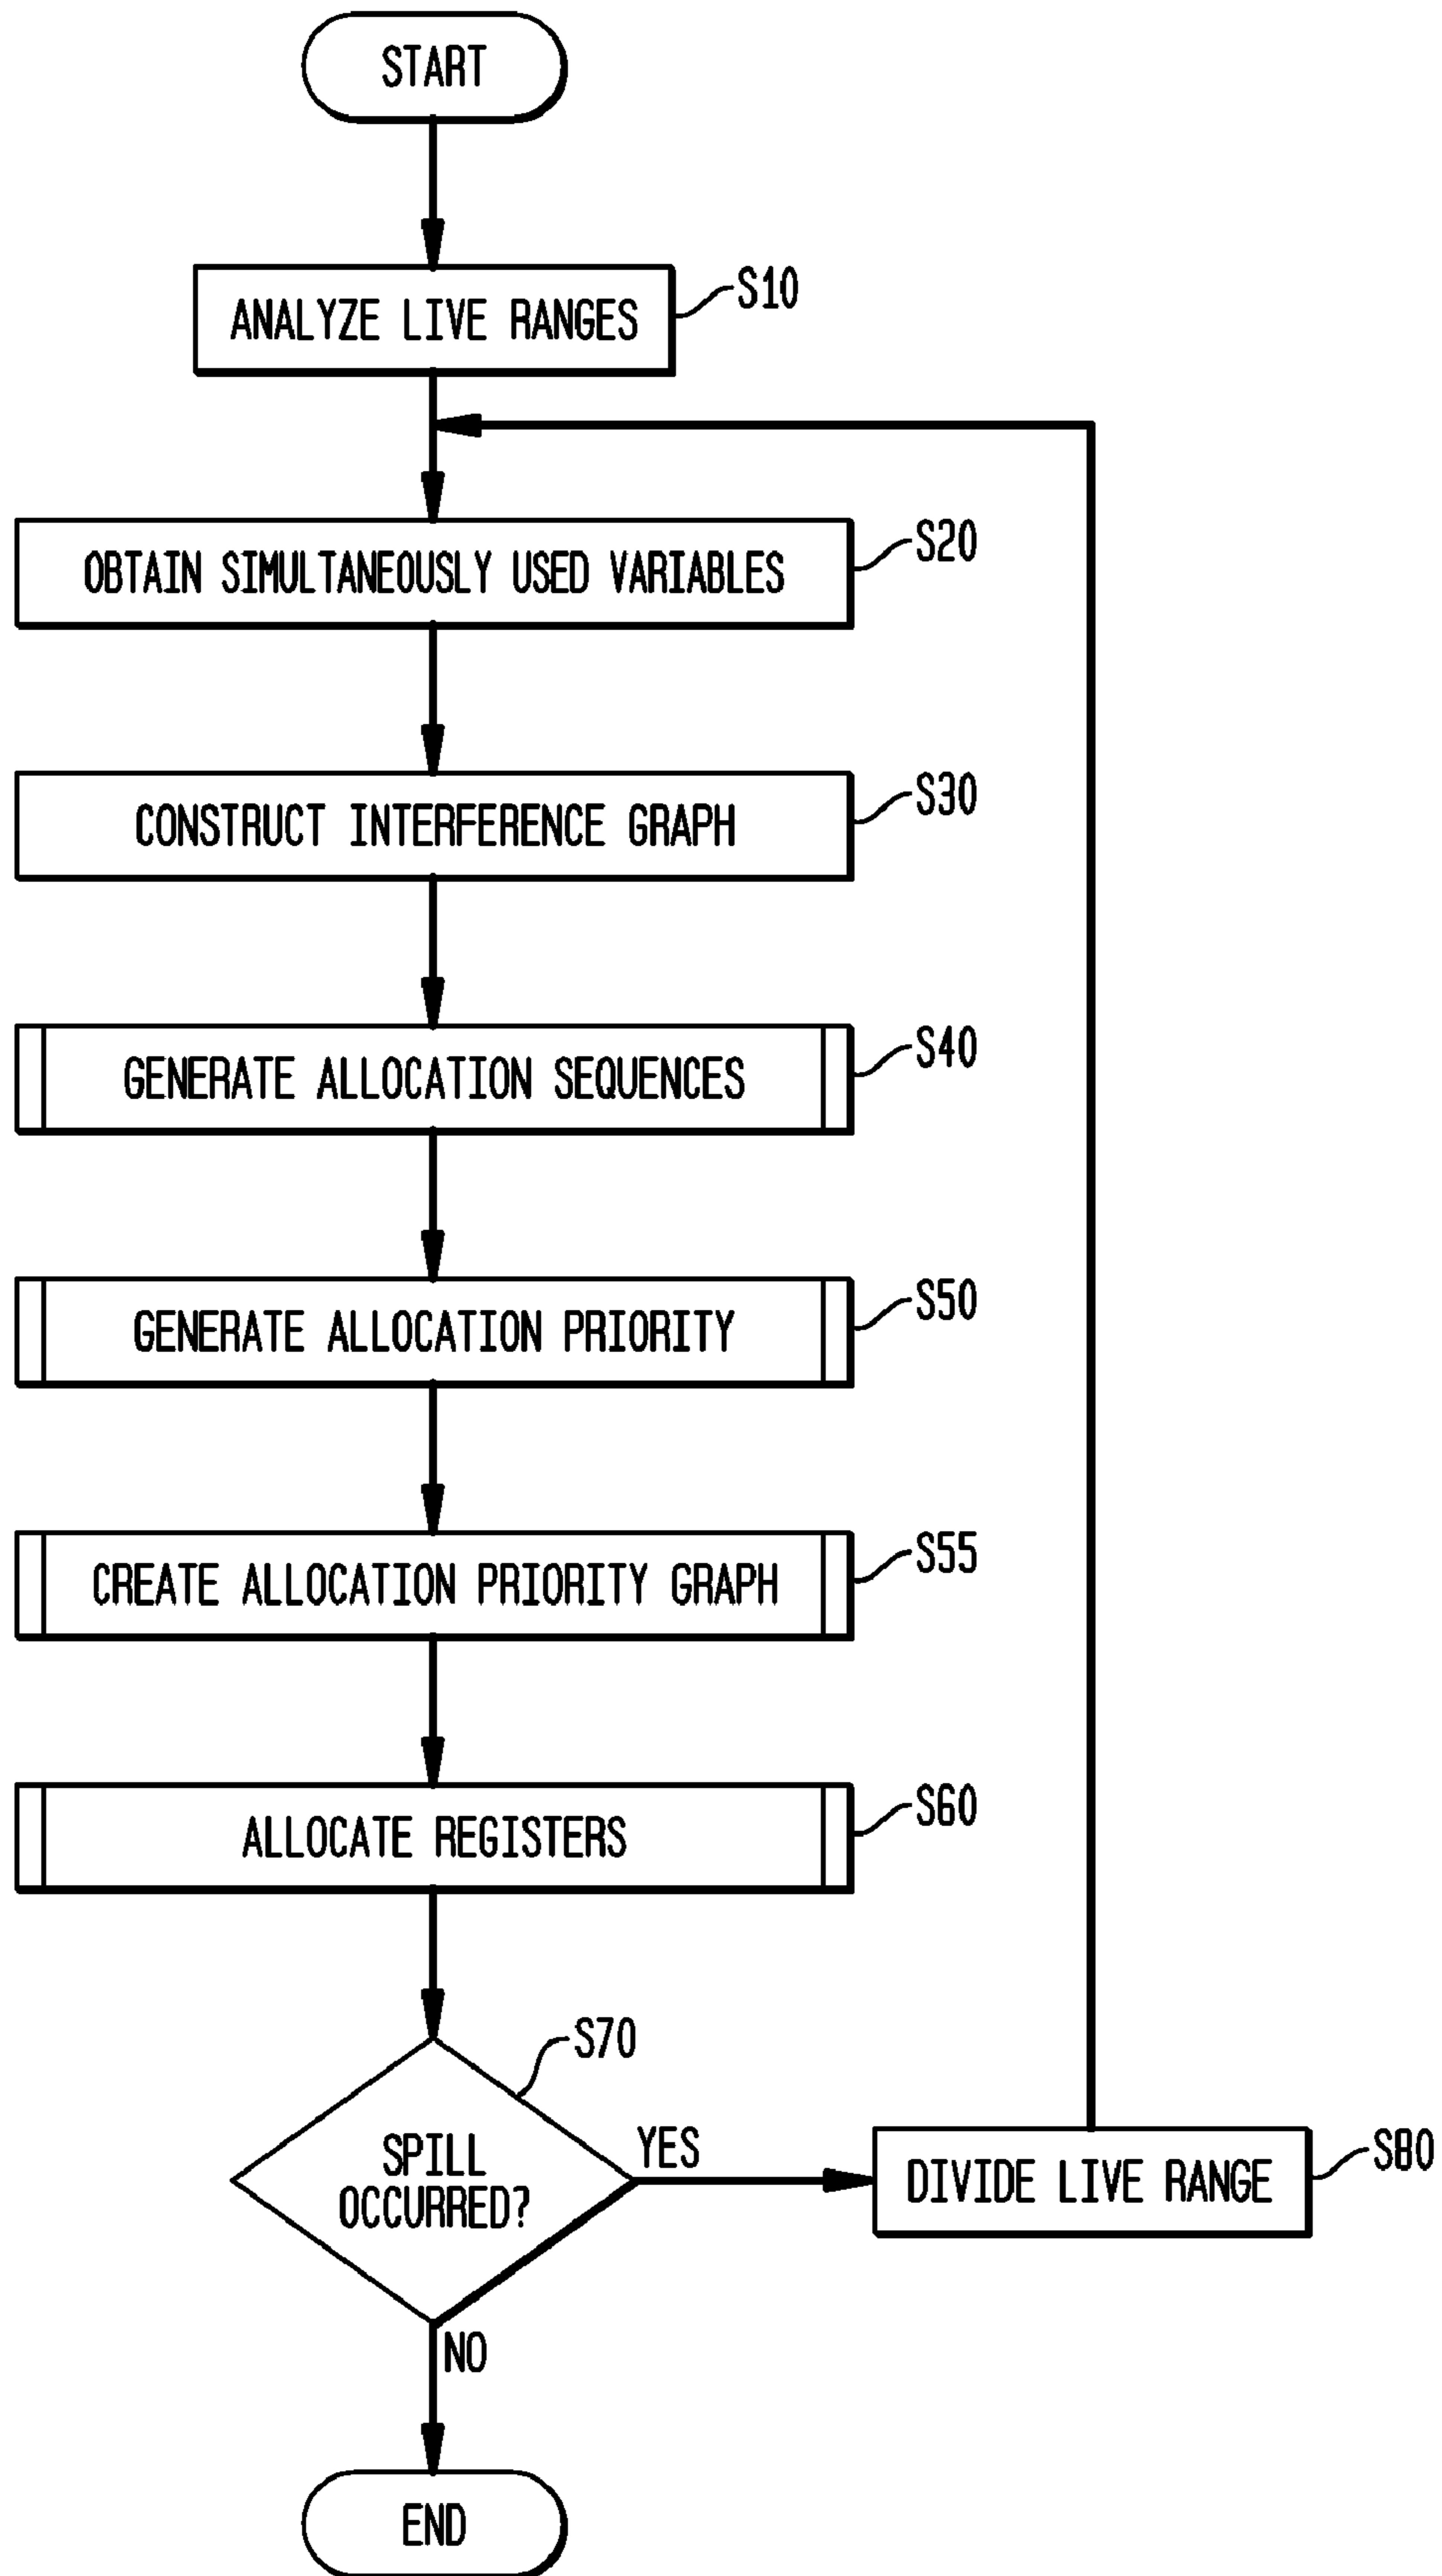 START
ANALYZE LIVE RANGES
S10
OBTAIN SIMULTANEOUSLY USED VARIABLES
S20
CONSTRUCT INTERFERENCE GRAPH
S30
GENERATE ALLOCATION SEQUENCES
S40
GENERATE ALLOCATION PRIORITY
S50
CREATE ALLOCATION PRIORITY GRAPH
S55
ALLOCATE REGISTERS
S60
S70
SPILL
OCCURRED?
YES
DIVIDE LIVE RANGE
S80
NO
END